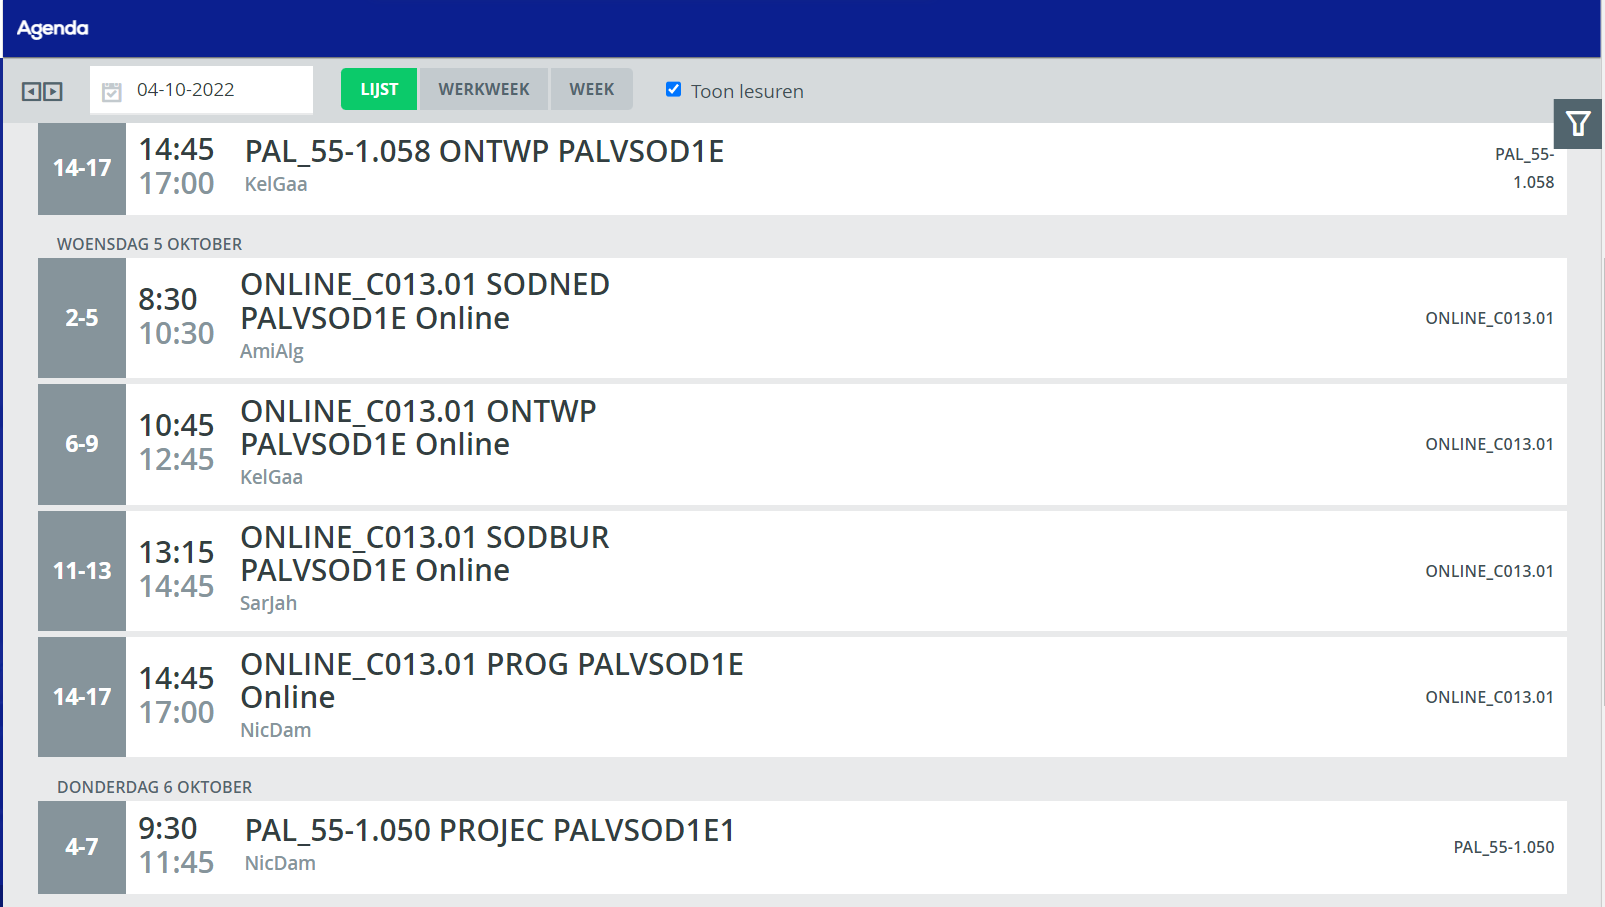 Agenda
04-10-2022
LIJST
WERKWEEK
WEEK
Toon lesuren
14-17
14:45
17:00
PAL_55-1.058 ONTWP PALVSOD1E
KelGaa
PAL_55-
1.058
WOENSDAG 5 OKTOBER
2-5
8:30
10:30
ONLINE_C013.01 SODNED
PALVSOD1E Online
AmiAlg
ONLINE_C013.01
6-9
10:45
12:45
ONLINE_C013.01 ONTWP
PALVSOD1E Online
KelGaa
ONLINE_C013.01
11-13
13:15
14:45
ONLINE_C013.01 SODBUR
PALVSOD1E Online
SarJah
ONLINE_C013.01
14-17
14:45
17:00
ONLINE_C013.01 PROG PALVSOD1E
Online
NicDam
ONLINE_C013.01
DONDERDAG 6 OKTOBER
4-7
9:30
11:45
PAL_55-1.050 PROJEC PALVSOD1E1
NicDam
PAL_55-1.050